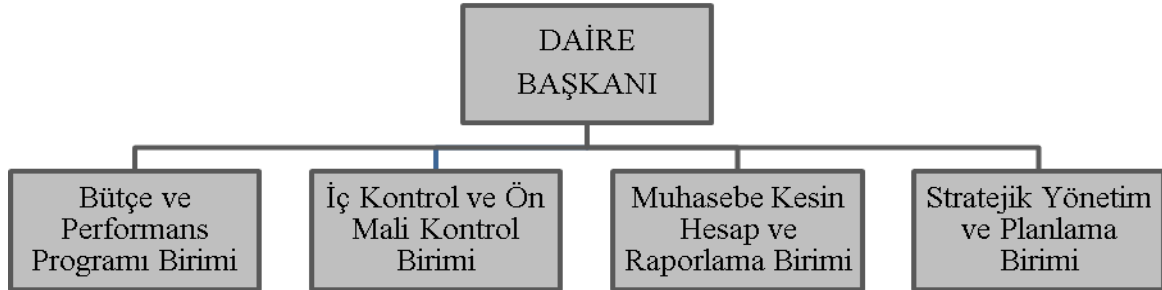 DAİRE
BAŞKANI
Bütçe ve
Performans
Programı Birimi
İç Kontrol ve Ön
Mali Kontrol
Birimi
Muhasebe Kesin
Hesap ve
Raporlama Birimi
Stratejik Yönetim
ve Planlama
Birimi